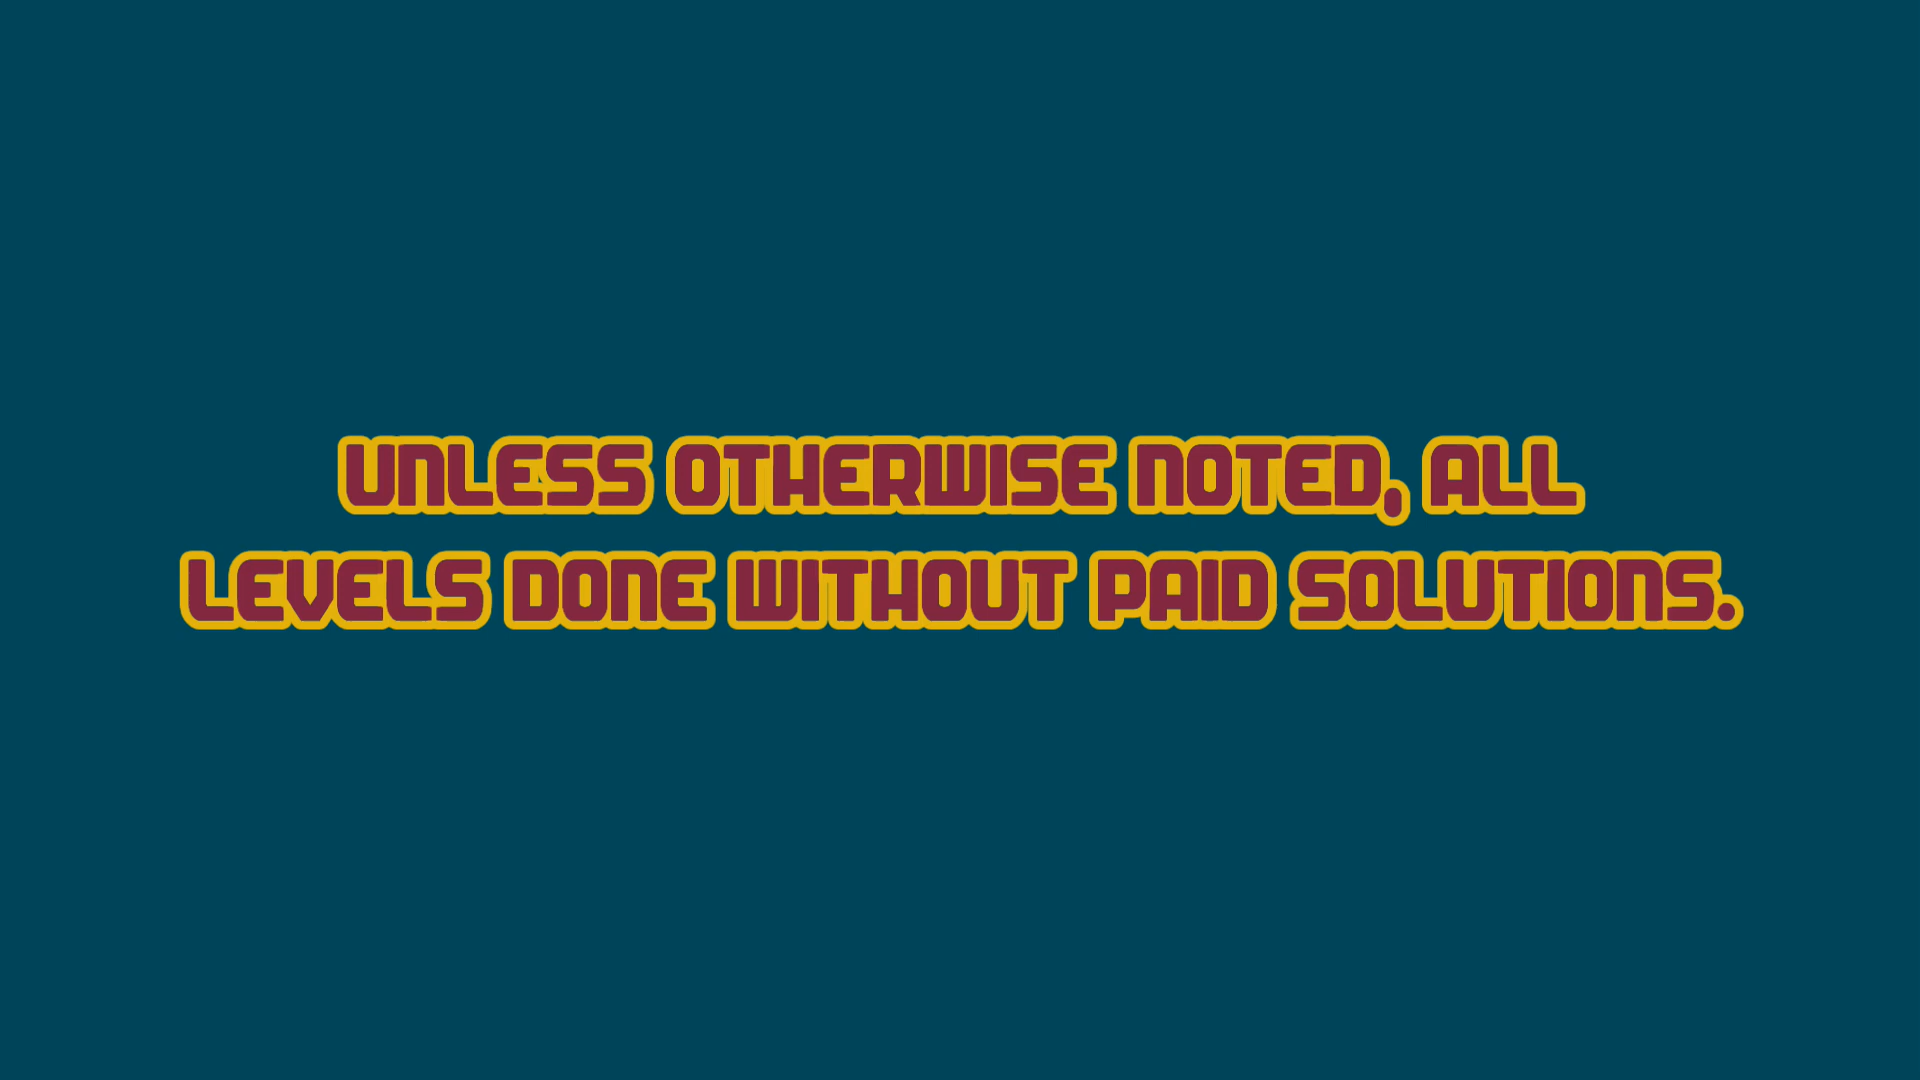 UNLESS OTHERWISE NOTED, ALL
LEVELS DONE WITHOUT PAID SOLUTIONS.